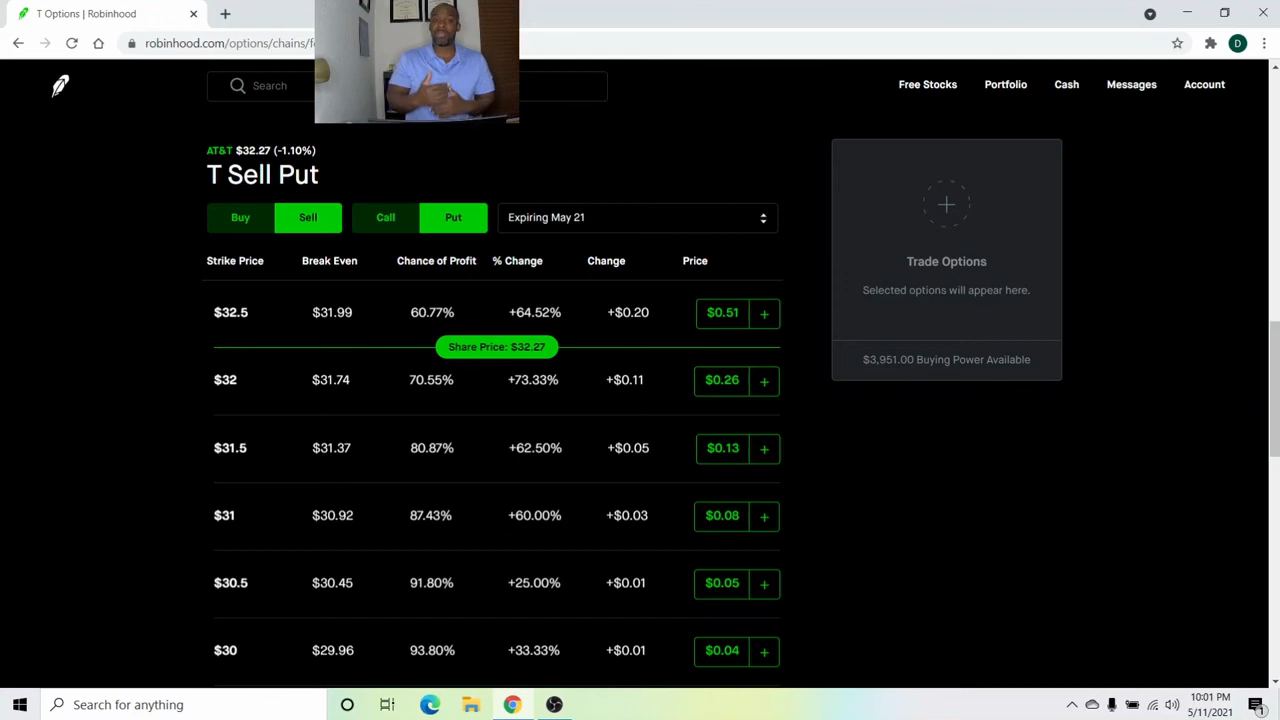 T Options | Robinhood
robinhood.com/options/chains/f
D
Search
Free Stocks Portfolio Cash Messages Account
AT&T $32.27 (-1.10%)
T Sell Put
Buy Sell Call Put Expiring May 21
Strike Price Break Even Chance of Profit % Change Change Price
$32.5 $31.99 60.77% +64.52% +$0.20 $0.51 +
Share Price: $32.27
$32 $31.74 70.55% +73.33% +$0.11 $0.26 +
$31.5 $31.37 80.87% +62.50% +$0.05 $0.13 +
$31 $30.92 87.43% +60.00% +$0.03 $0.08 +
$30.5 $30.45 91.80% +25.00% +$0.01 $0.05 +
$30 $29.96 93.80% +33.33% +$0.01 $0.04 +
Trade Options
Selected options will appear here.
$3,951.00 Buying Power Available
Search for anything
10:01 PM
5/11/2021
1